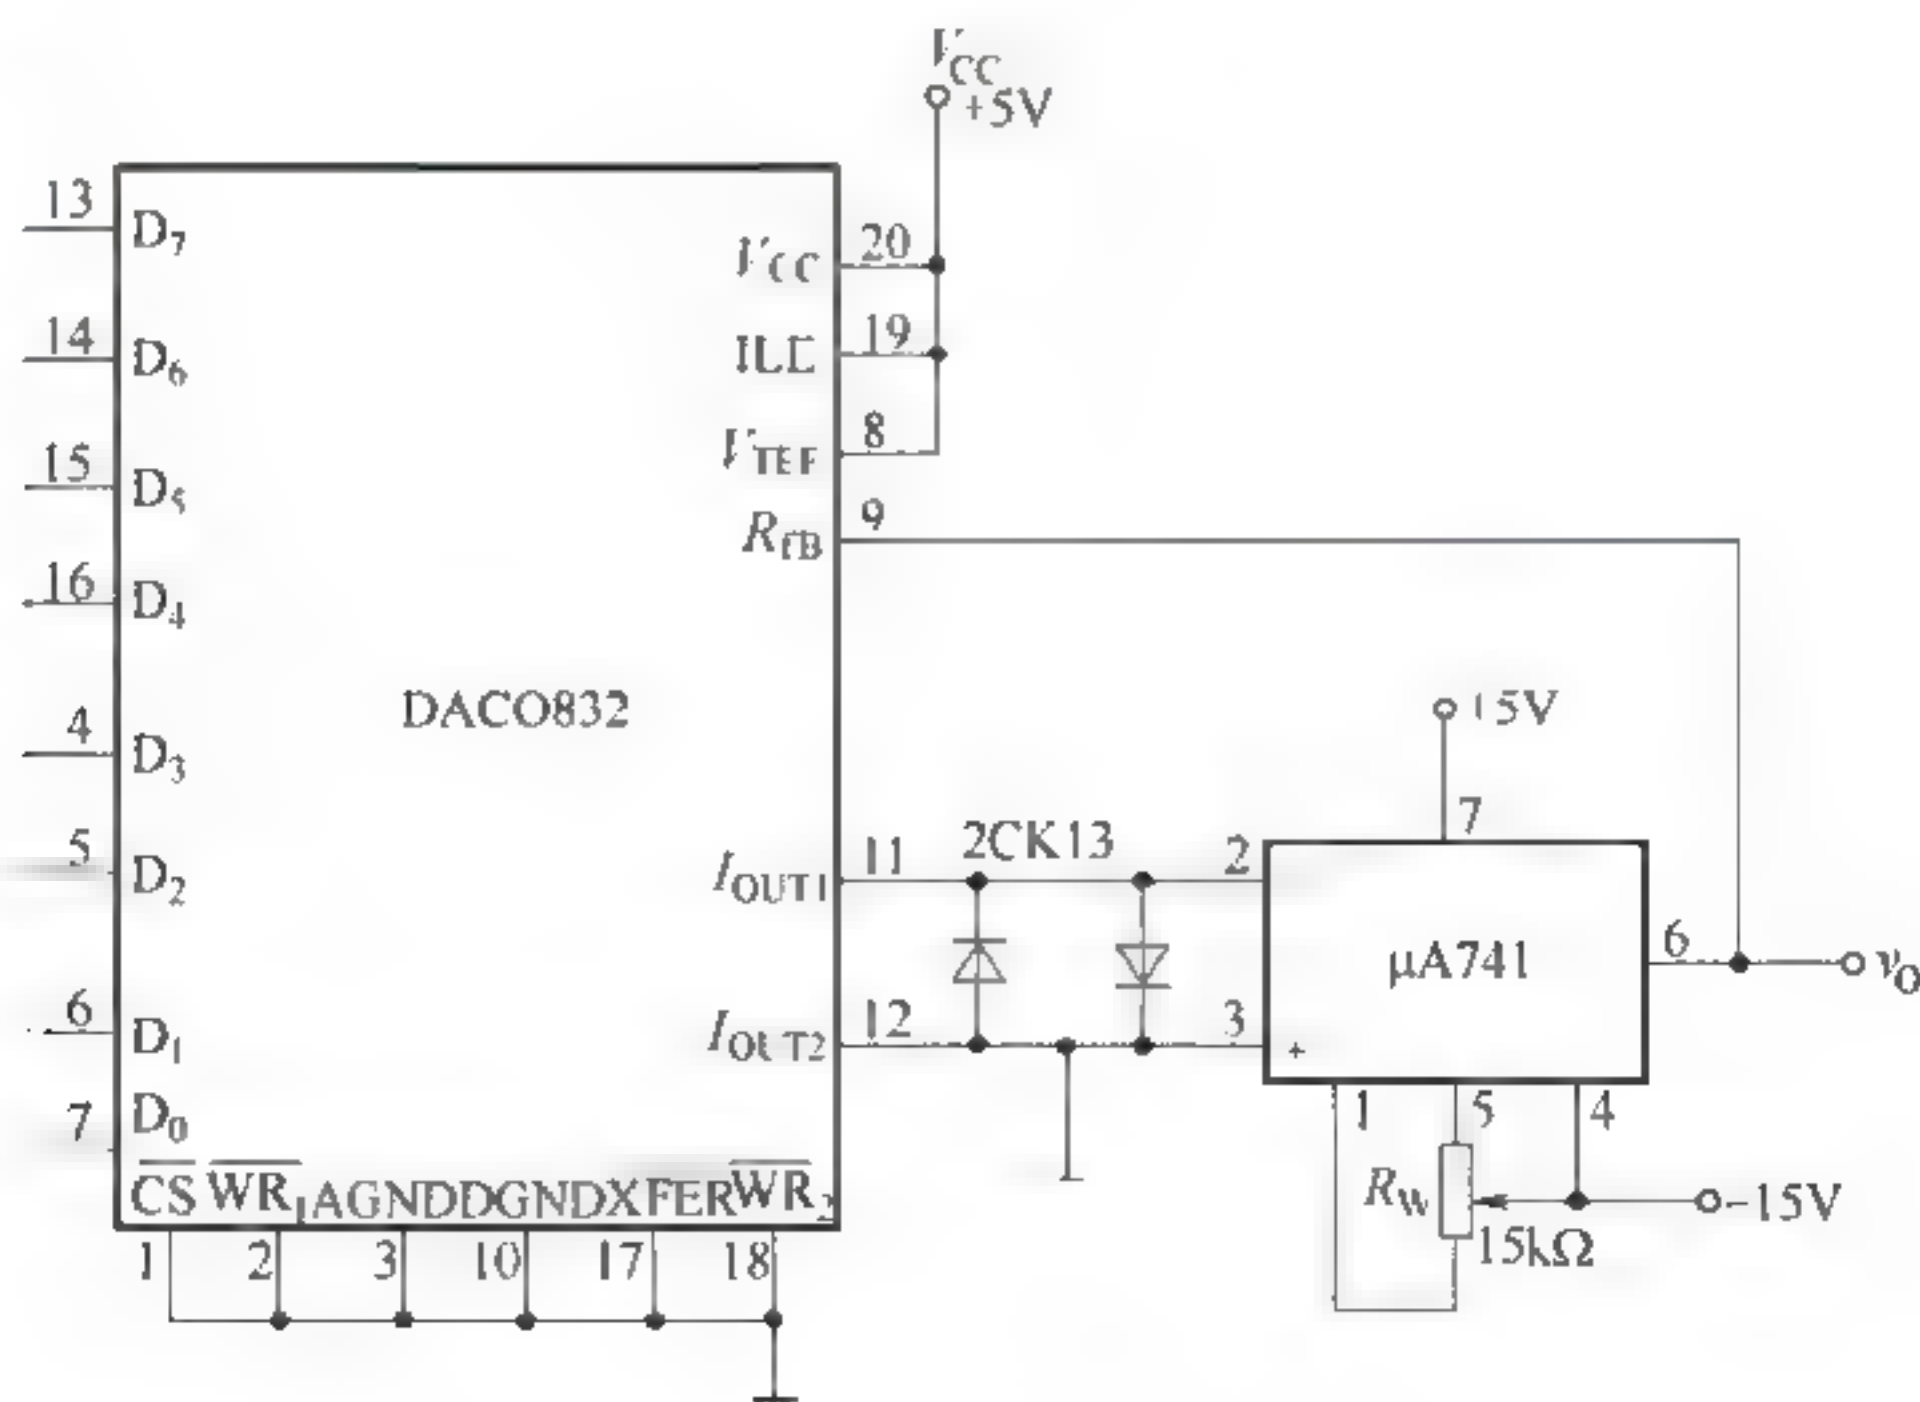 V_CC
+5V
13 D7
14 D6
15 D5
16 D4
4 D3
5 D2
6 D1
7 D0
V_CC 20
ILE 19
8
R_fB 9
DACO832
I_OUT1 11
I_OUT2 12
2CK13
2
3
+
+5V
7
μA741
6
v_O
1
5
4
R_W
15kΩ
-15V
CS WR1 AGND DGND XFER WR2
1 2 3 10 17 18